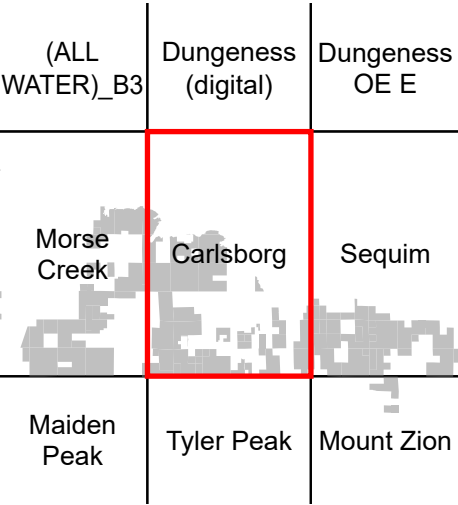 (ALL
WATER)_B3
Dungeness
(digital)
Dungeness
OE E
Morse
Creek
Carlsborg
Sequim
Maiden
Peak
Tyler Peak
Mount Zion